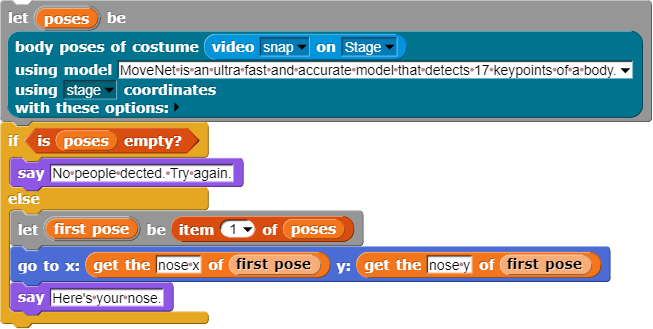 let poses be
body poses of costume video snap on Stage
using model MoveNet is an ultra fast and accurate model that detects 17 keypoints of a body.
using stage coordinates
with these options:
if is poses empty?
say No people dected. Try again.
else
let first pose be item 1 of poses
go to x: get the nose x of first pose y: get the nose y of first pose
say Here's your nose.